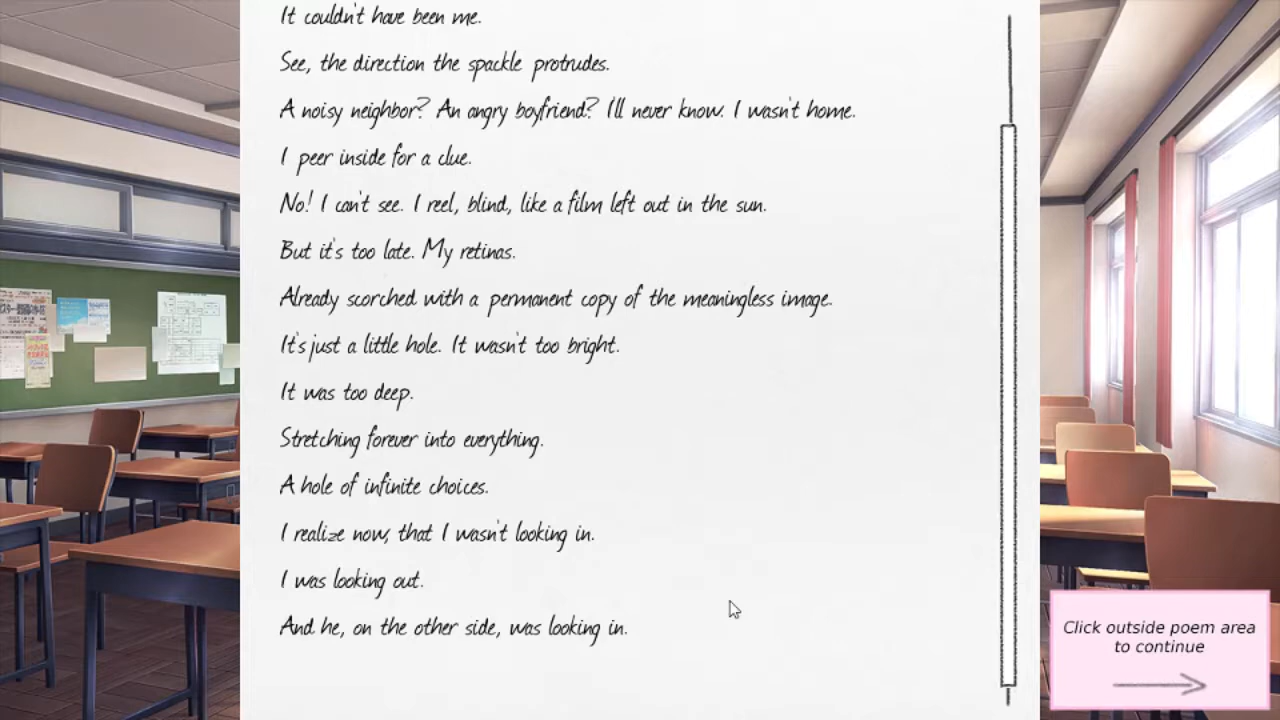 It couldn't have been me.
See, the direction the spackle protrudes.
A noisy neighbor? An angry boyfriend? I'll never know. I wasn't home.
I peer inside for a clue.
No! I can't see. I reel, blind, like a film left out in the sun.
But it's too late. My retinas.
Already scorched with a permanent copy of the meaningless image.
It's just a little hole. It wasn't too bright.
It was too deep.
Stretching forever into everything.
A hole of infinite choices.
I realize now, that I wasn't looking in.
I was looking out.
And he, on the other side, was looking in.
Click outside poem area
to continue